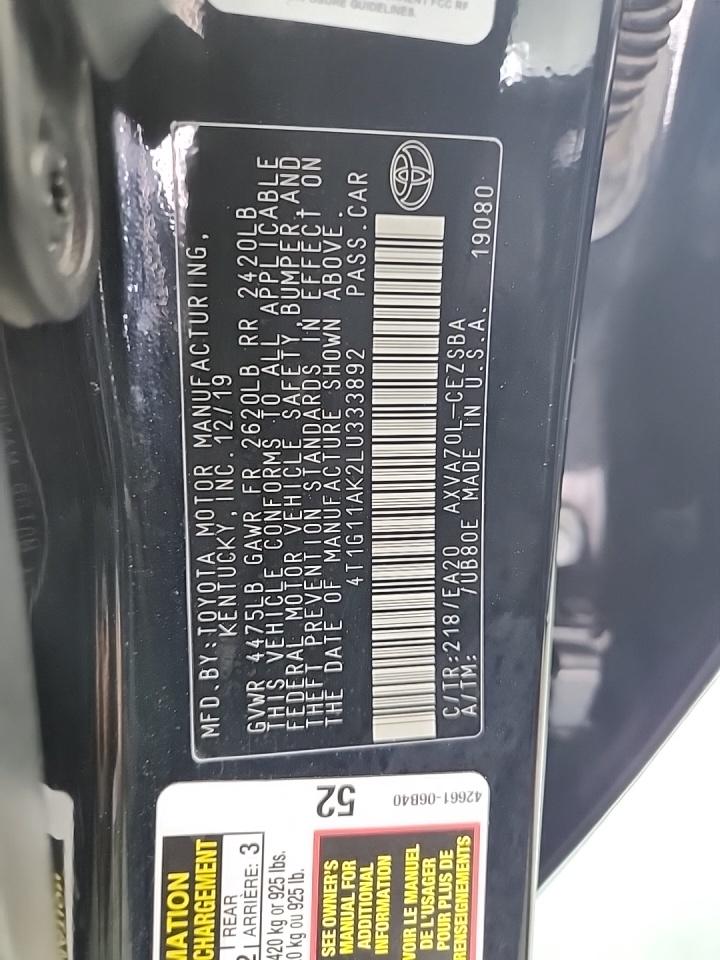 SURE GUIDELINES.
MFD.BY:TOYOTA MOTOR MANUFACTURING,
KENTUCKY,INC.12/19
GVWR 4475LB GAWR FR 2620LB RR 2420LB
THIS VEHICLE CONFORMS TO ALL APPLICABLE
FEDERAL MOTOR VEHICLE SAFETY, BUMPER,AND
THEFT PREVENTION STANDARDS IN EFFECT ON
THE DATE OF MANUFACTURE SHOWN ABOVE.
4T1G11AK2LU333892 PASS.CAR
C/TR:218/EA20 AXVA70L-CEZSBA
A/TM: /UB80E MADE IN U.S.A. 19080
52
42661-06B40
MATION
CHARGEMENT
REAR
ARRIÈRE: 3
420 kg or 925 lbs.
0 kg ou 925 lb.
SEE OWNER'S
MANUAL FOR
ADDITIONAL
INFORMATION
VOIR LE MANUEL
DE L'USAGER
POUR PLUS DE
RENSEIGNEMENTS